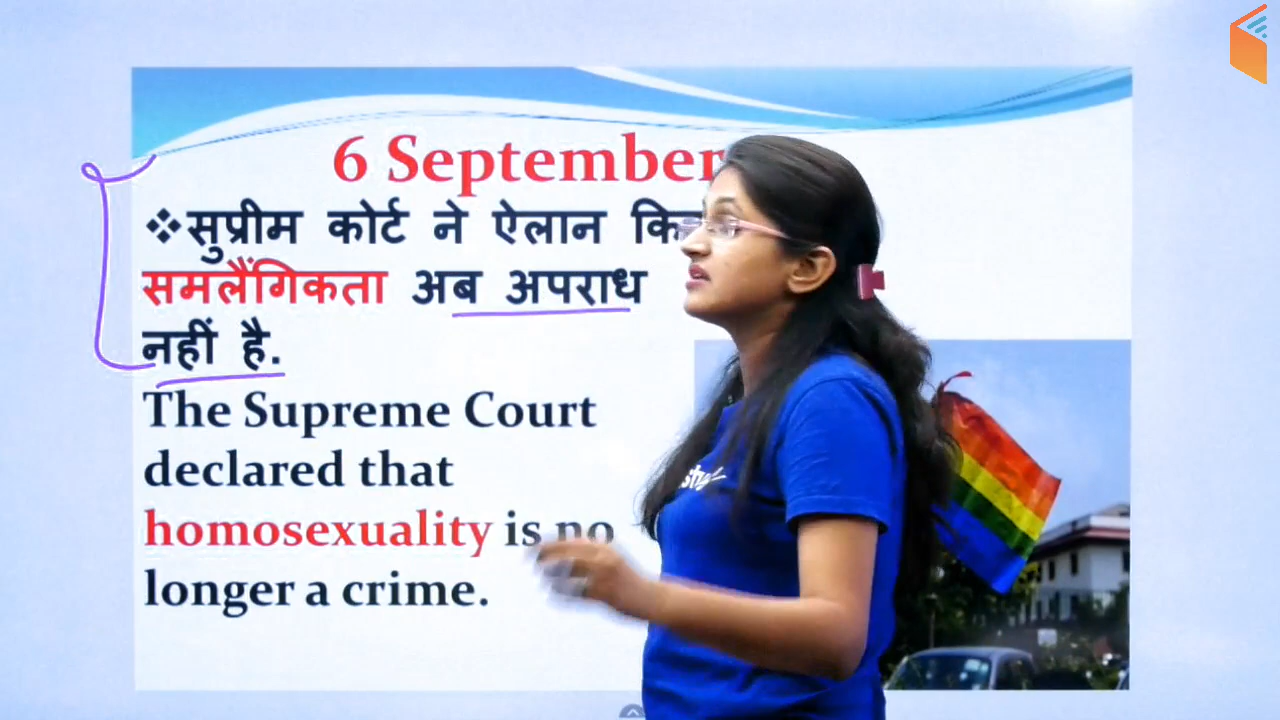 6 September
❖सुप्रीम कोर्ट ने ऐलान
समलैंगिकता अब अपराध
नहीं है.
The Supreme Court
declared that
homosexuality is no
longer a crime.